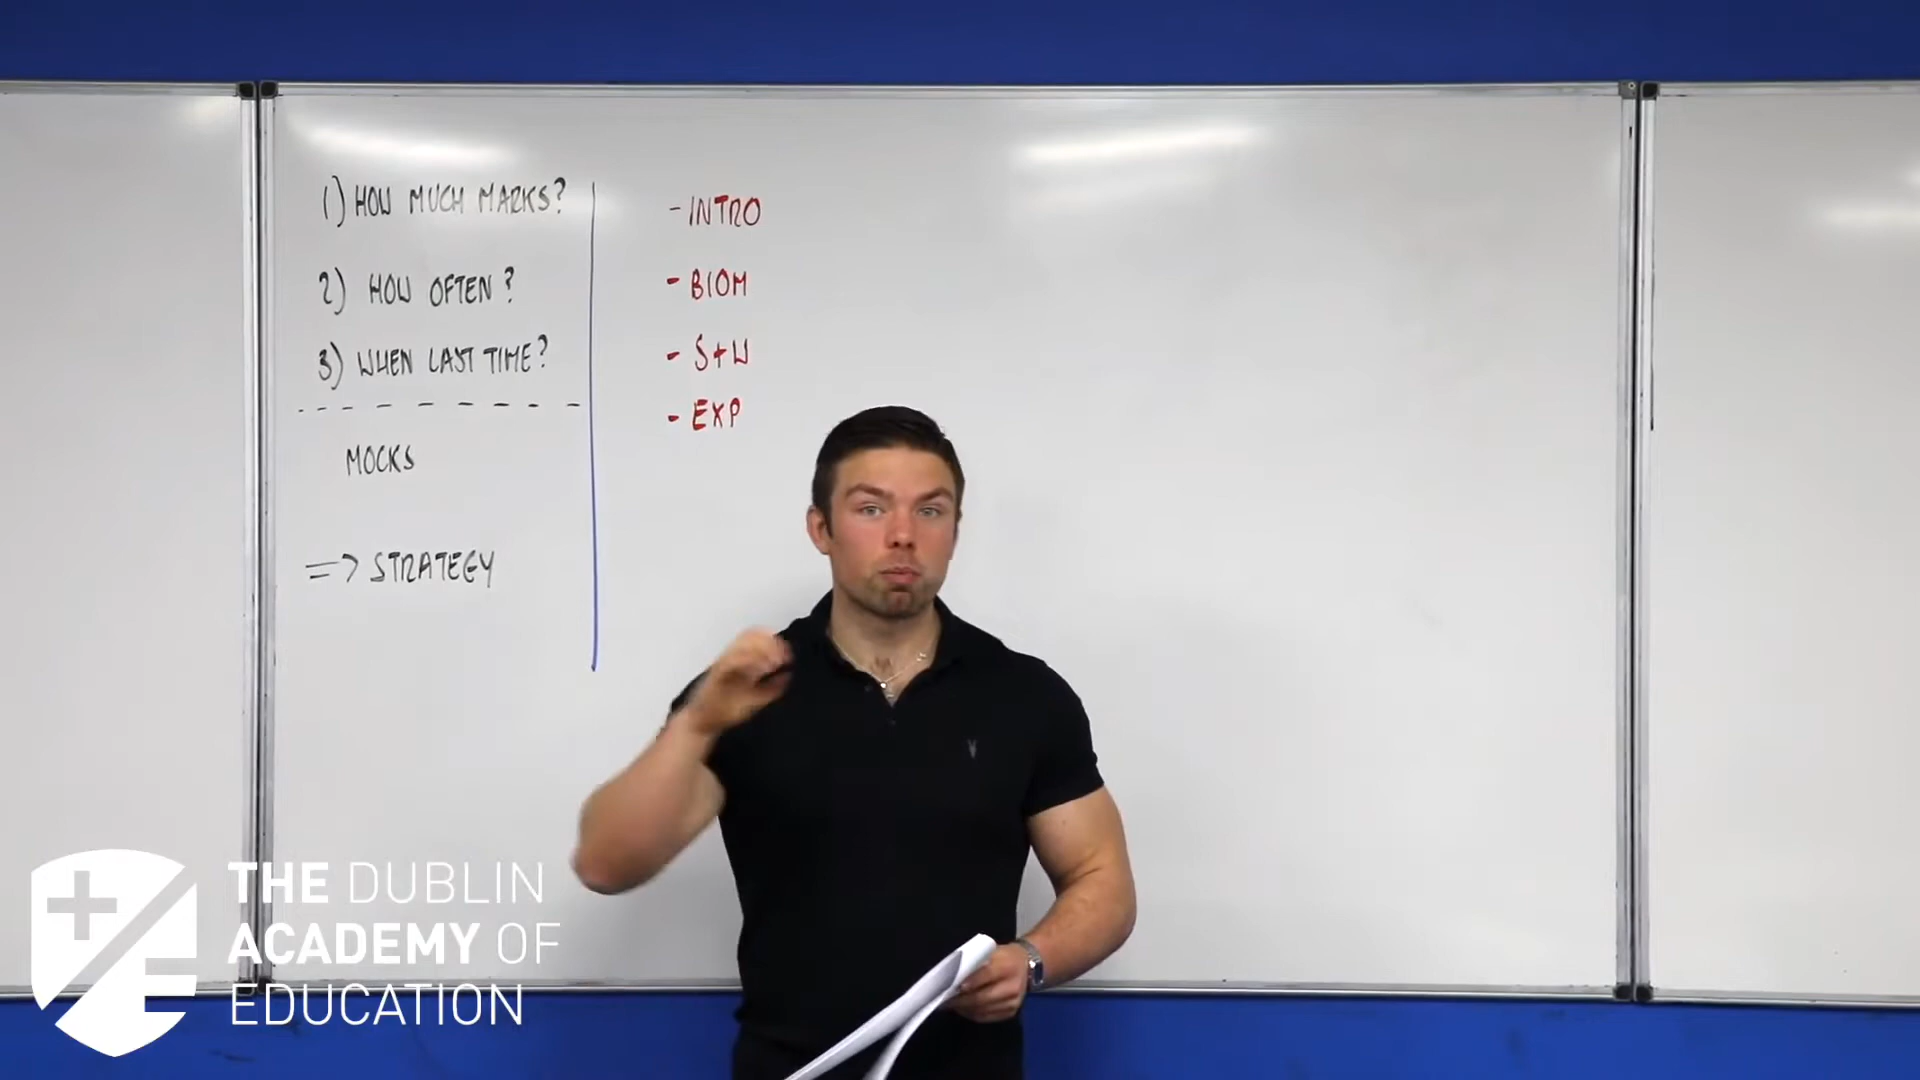 1) HOW MUCH MARKS?
2) HOW OFTEN?
3) WHEN LAST TIME?
MOCKS
=> STRATEGY
- INTRO
- BIOM
- S+W
- EXP
THE DUBLIN
ACADEMY OF
EDUCATION